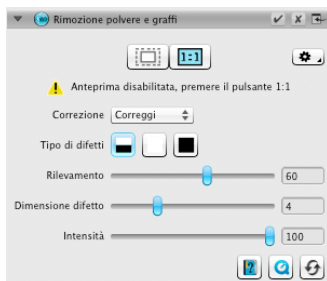 Rimozione polvere e graffi
1:1
Anteprima disabilitata, premere il pulsante 1:1
Correzione Correggi
Tipo di difetti
Rilevamento 60
Dimensione difetto 4
Intensità 100